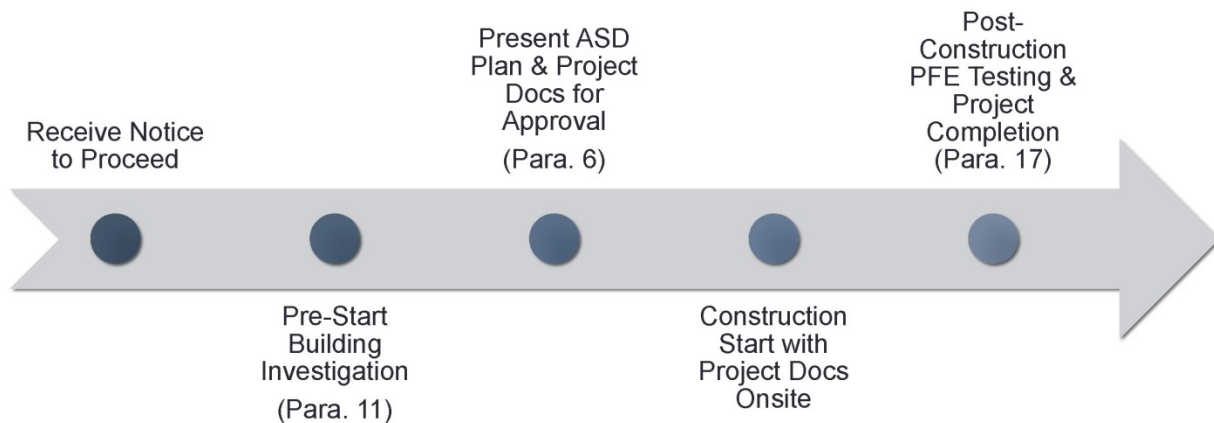 Receive Notice
to Proceed
Pre-Start
Building
Investigation
(Para. 11)
Present ASD
Plan & Project
Docs for
Approval
(Para. 6)
Construction
Start with
Project Docs
Onsite
Post-
Construction
PFE Testing &
Project
Completion
(Para. 17)